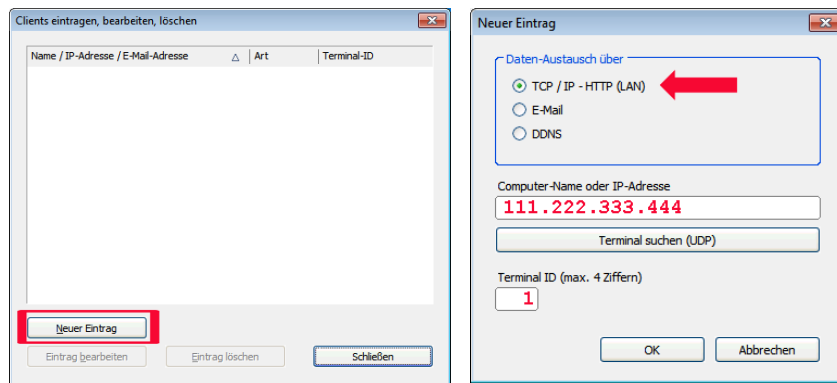 Clients eintragen, bearbeiten, löschen
Name / IP-Adresse / E-Mail-Adresse Art Terminal-ID
Neuer Eintrag
Eintrag bearbeiten Eintrag löschen Schließen
Neuer Eintrag
Daten-Austausch über
TCP / IP - HTTP (LAN)
E-Mail
DDNS
Computer-Name oder IP-Adresse
111.222.333.444
Terminal suchen (UDP)
Terminal ID (max. 4 Ziffern)
1
OK Abbrechen